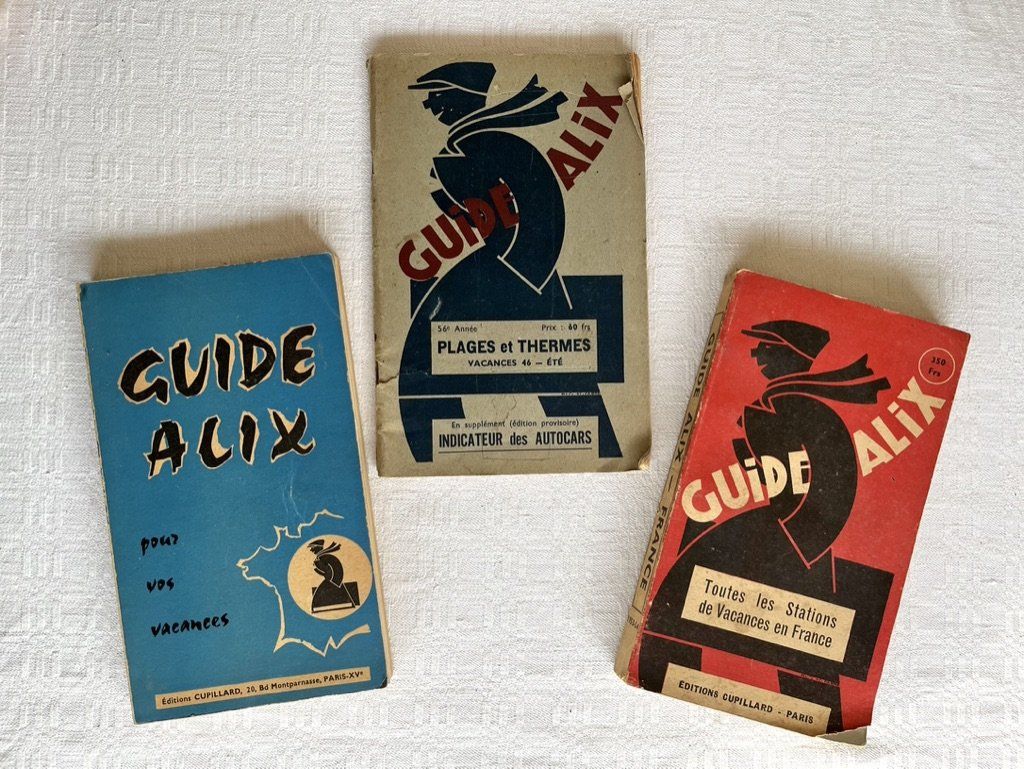 GUIDE
ALIX
pour
vos
vacances
Éditions CUPILLARD, 20, Bd Montparnasse, PARIS-XVᵉ
GUiDE ALiX
56ᵉ Année Prix : 60 frs
PLAGES et THERMES
VACANCES 46 — ÉTÉ
En supplément (édition provisoire)
INDICATEUR des AUTOCARS
GUIDE ALIX - FRANCE
350
Frs
GUiDE ALiX
Toutes les Stations
de Vacances en France
ÉDITIONS CUPILLARD - PARIS